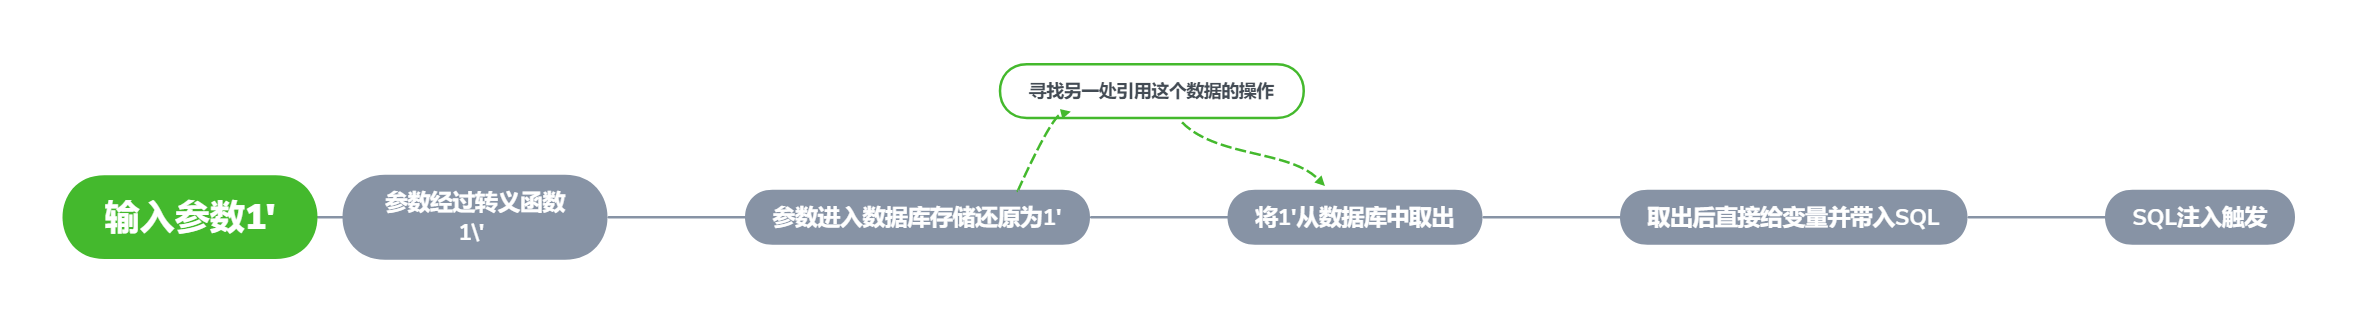 寻找另一处引用这个数据的操作
输入参数1'
参数经过转义函数
1\'
参数进入数据库存储还原为1'
将1'从数据库中取出
取出后直接给变量并带入SQL
SQL注入触发